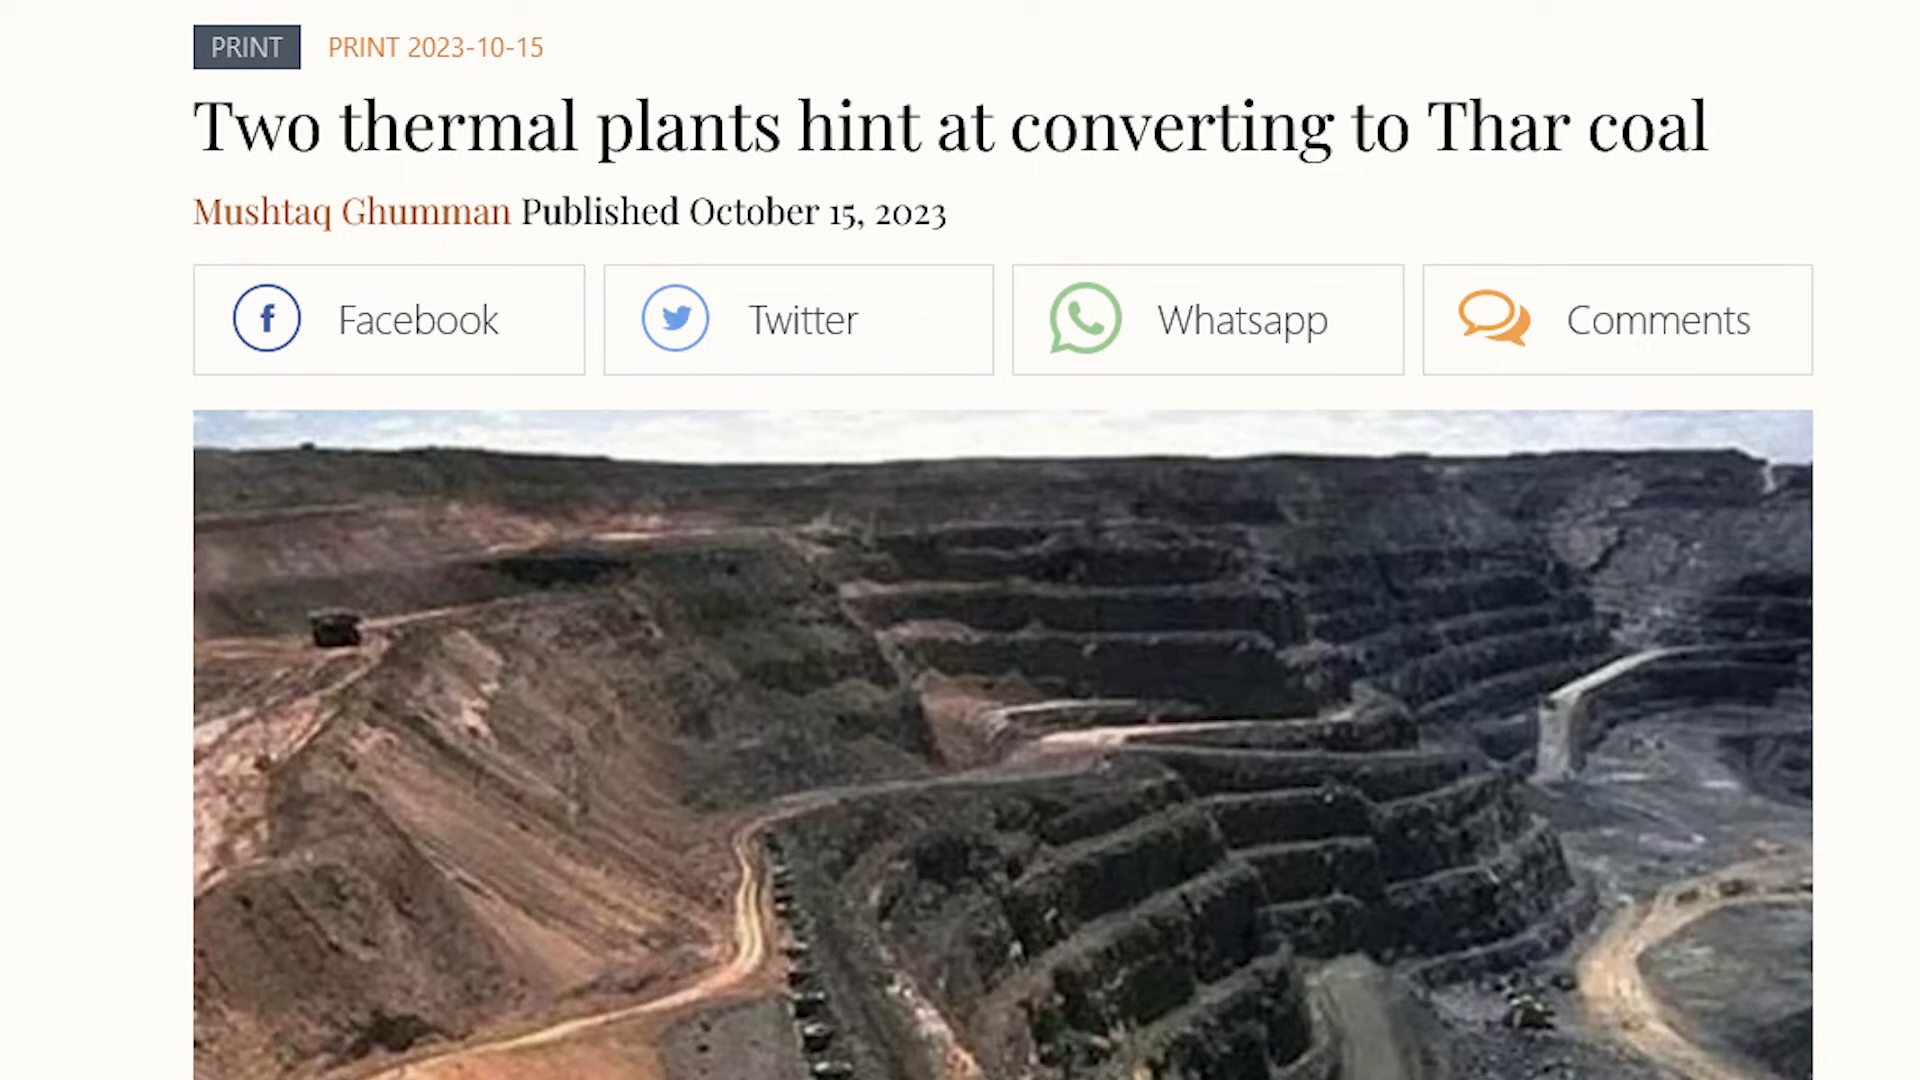 PRINT PRINT 2023-10-15
Two thermal plants hint at converting to Thar coal
Mushtaq Ghumman Published October 15, 2023
Facebook Twitter Whatsapp Comments